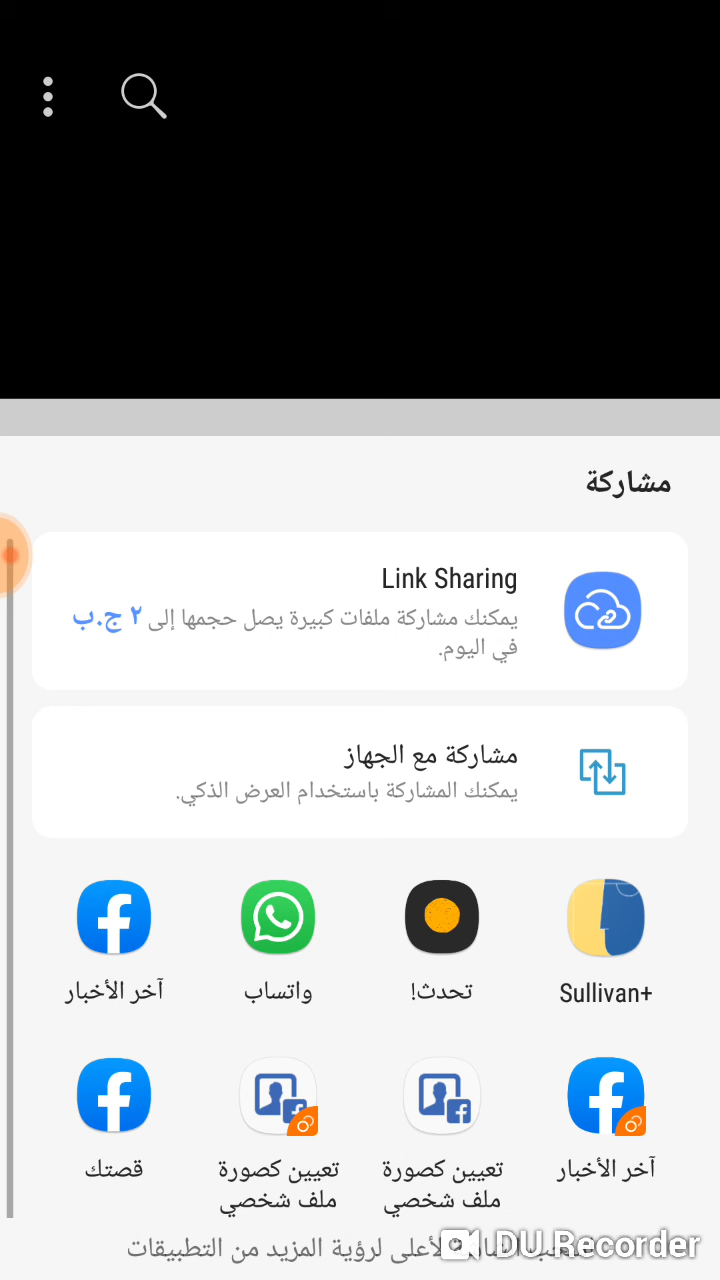 مشاركة
Link Sharing
يمكنك مشاركة ملفات كبيرة يصل حجمها إلى ٢ ج.ب
في اليوم.
مشاركة مع الجهاز
يمكنك المشاركة باستخدام العرض الذكي.
Sullivan+ تحدث! واتساب آخر الأخبار
آخر الأخبار تعيين كصورة تعيين كصورة قصتك
ملف شخصي ملف شخصي
لأعلى لرؤية المزيد من التطبيقات
DU Recorder